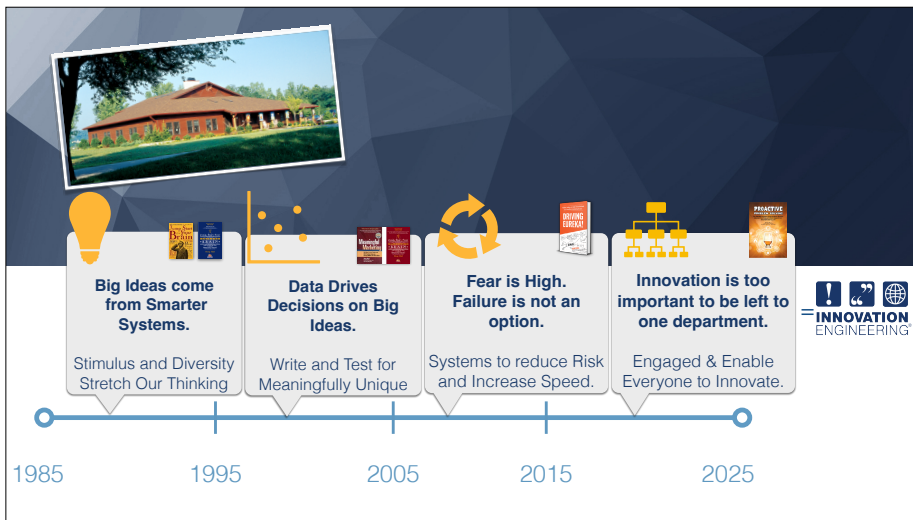 Big Ideas come
from Smarter
Systems.
Stimulus and Diversity
Stretch Our Thinking
Data Drives
Decisions on Big
Ideas.
Write and Test for
Meaningfully Unique
DRIVING
EUREKA!
Fear is High.
Failure is not an
option.
Systems to reduce Risk
and Increase Speed.
PROACTIVE
Innovation is too
important to be left to
one department.
Engaged & Enable
Everyone to Innovate.
=
INNOVATION
ENGINEERING®
1985
1995
2005
2015
2025